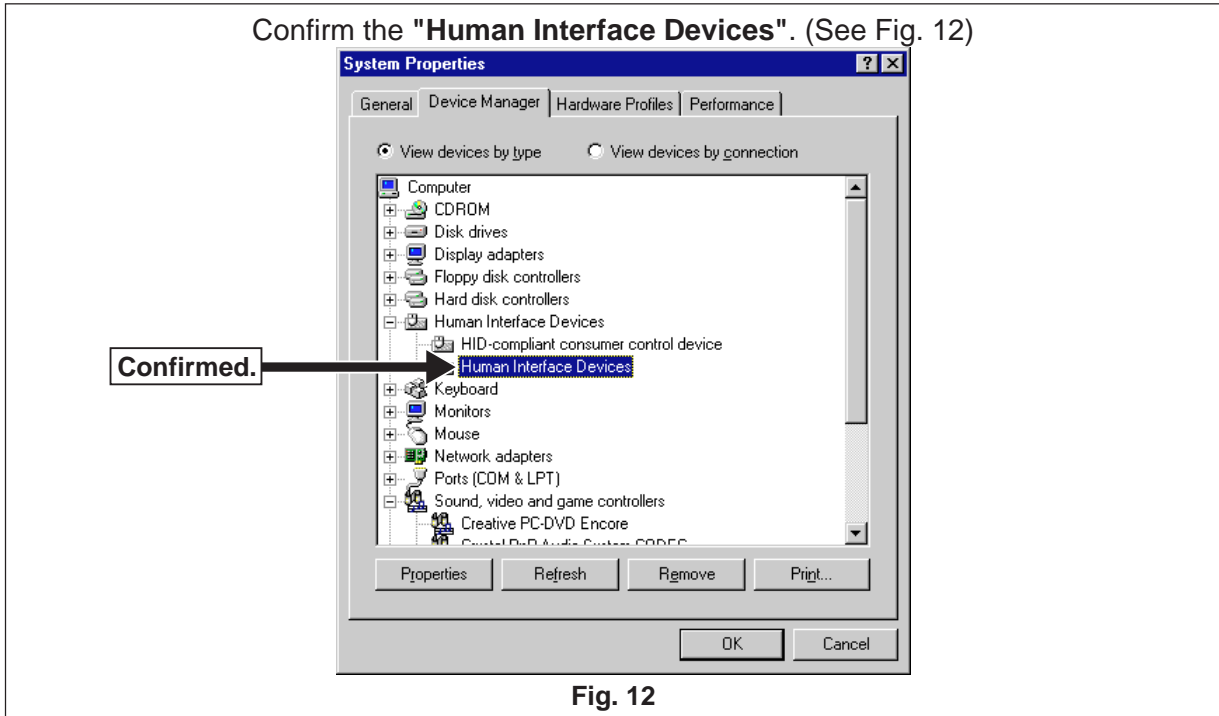 Confirm the "Human Interface Devices". (See Fig. 12)
System Properties
General Device Manager Hardware Profiles Performance
View devices by type View devices by connection
Computer
CDROM
Disk drives
Display adapters
Floppy disk controllers
Hard disk controllers
Human Interface Devices
HID-compliant consumer control device
Confirmed. Human Interface Devices
Keyboard
Monitors
Mouse
Network adapters
Ports (COM & LPT)
Sound, video and game controllers
Creative PC-DVD Encore
Properties Refresh Remove Print...
OK Cancel
Fig. 12